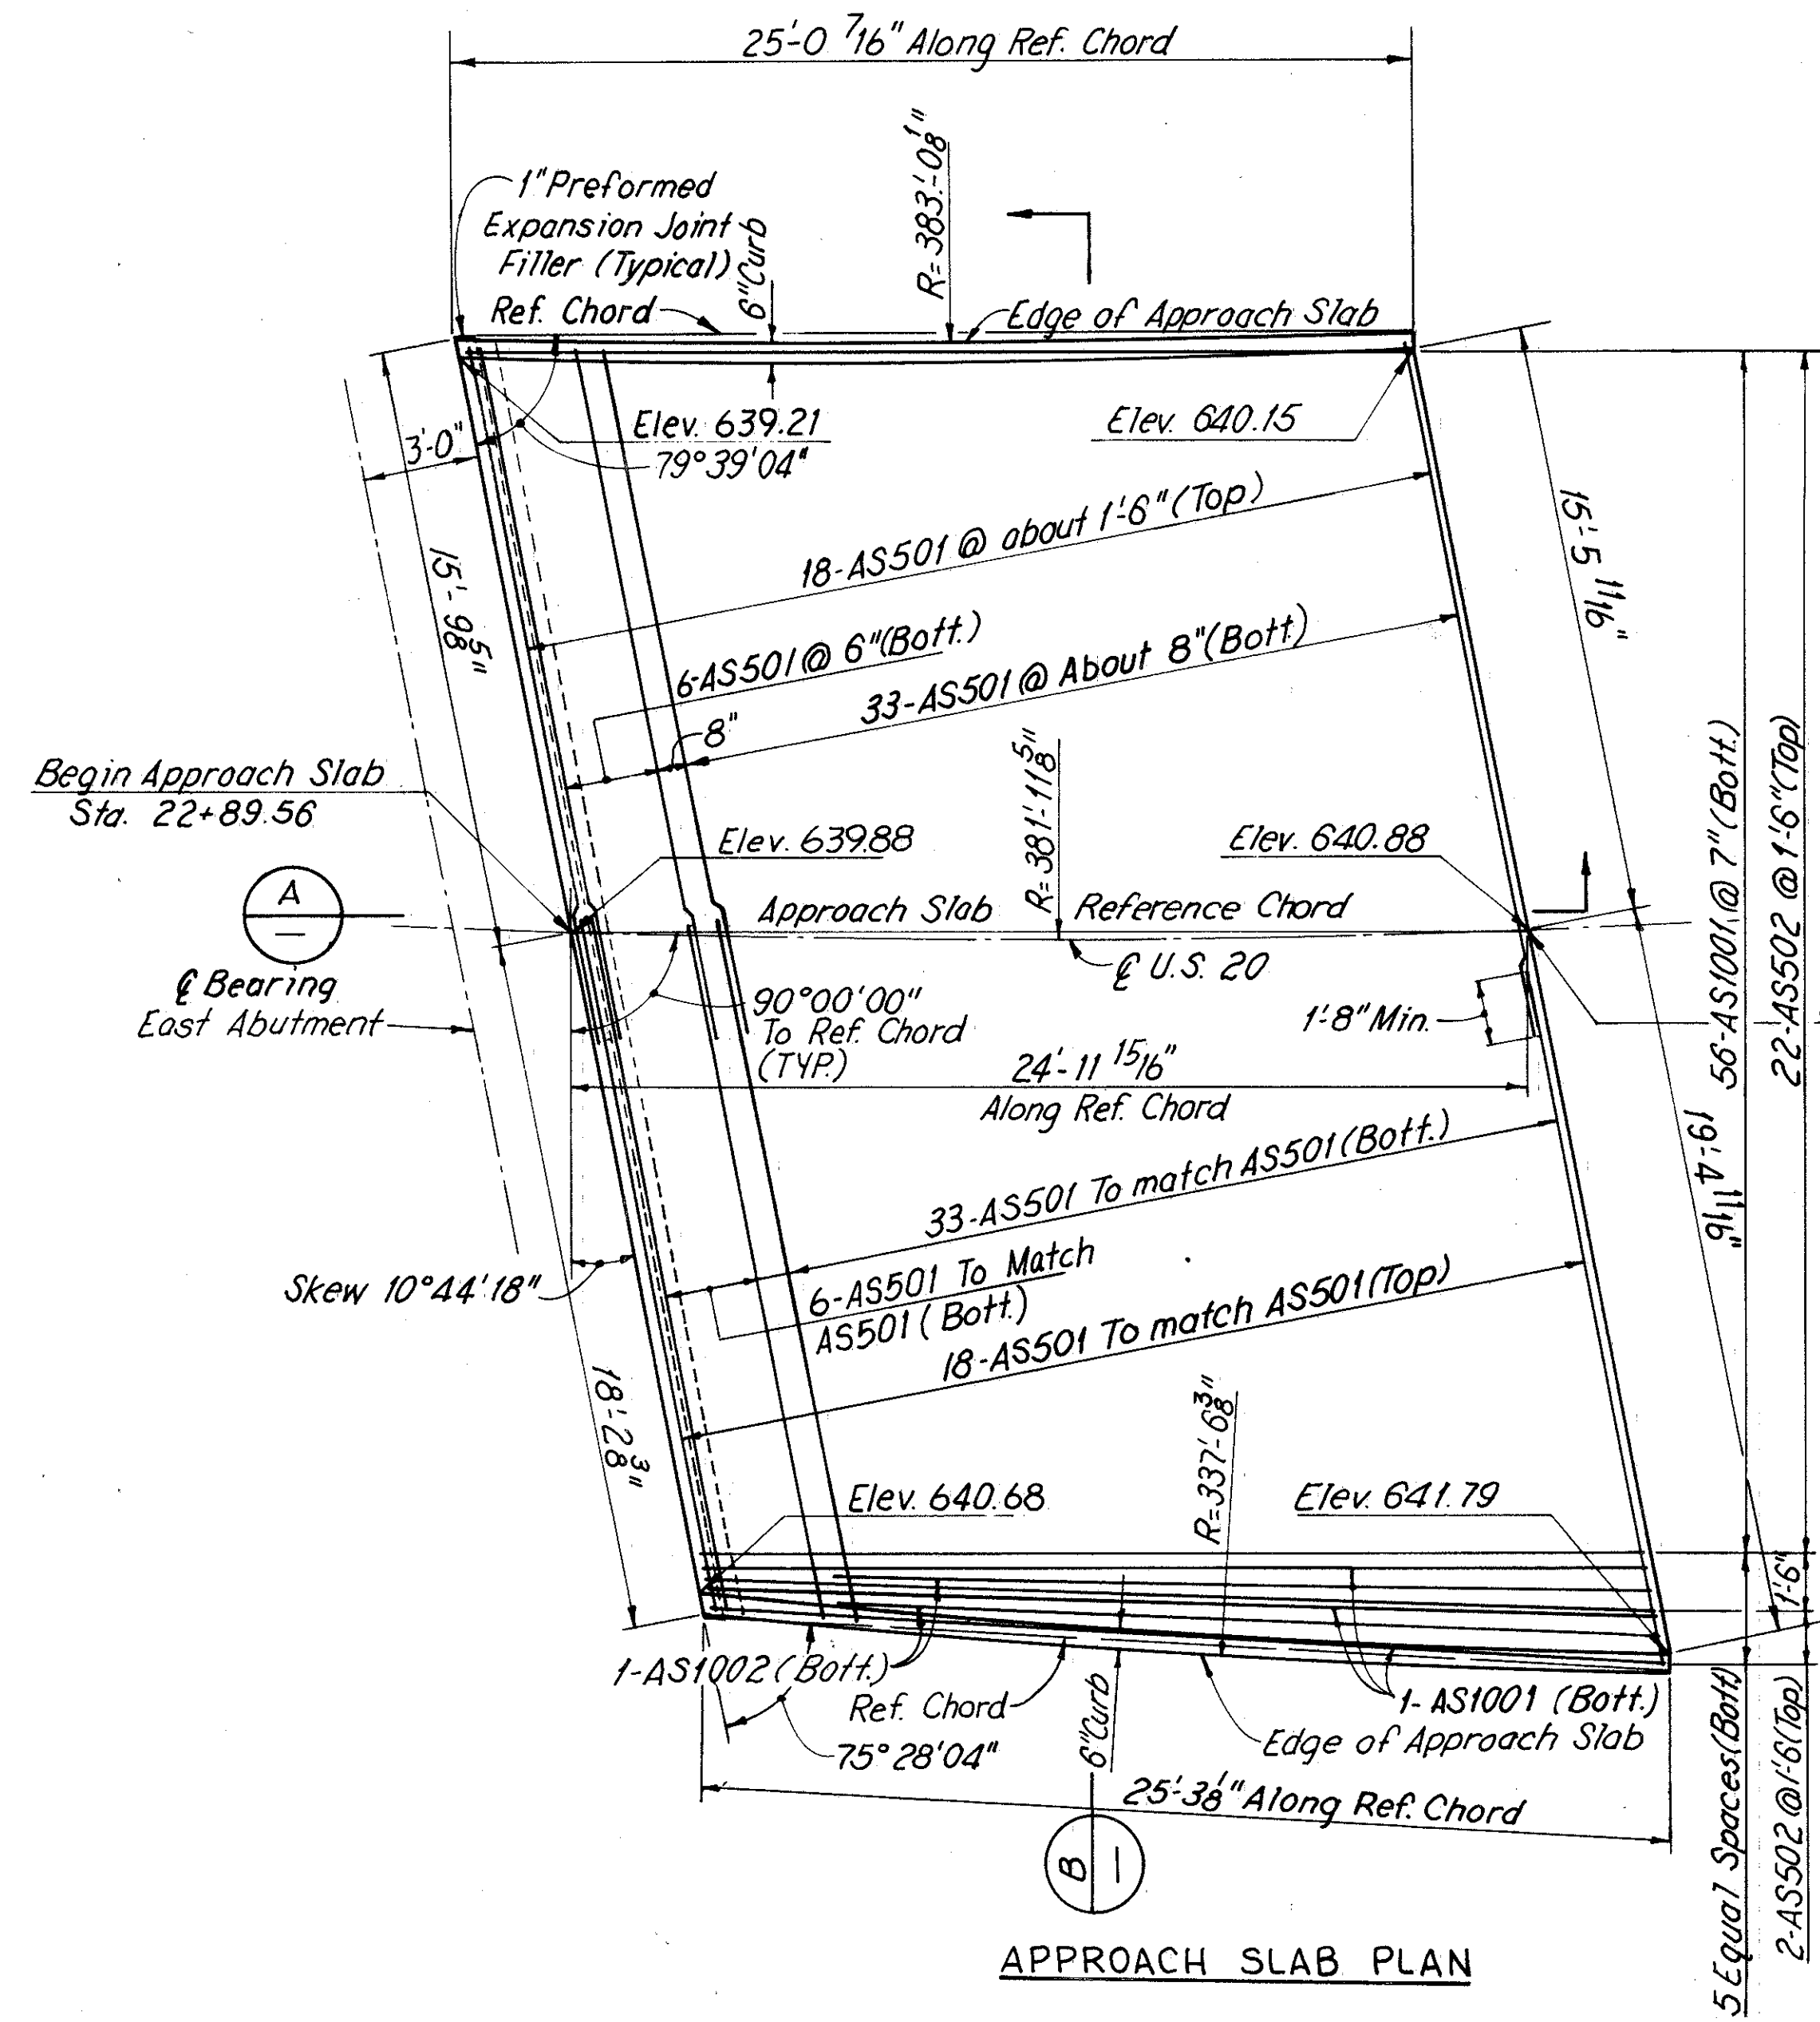 25'-0 7/16" Along Ref. Chord
1" Preformed
Expansion Joint
Filler (Typical)
6" Curb
R=383'-0 1/8"
Ref. Chord
Edge of Approach Slab
3'-0"
Elev. 639.21
79°39'04"
Elev. 640.15
15'-9 5/8"
18-AS501 @ about 1'-6" (Top)
15'-5 11/16"
6-AS501 @ 6" (Bott.)
33-AS501 @ About 8" (Bott)
8"
Begin Approach Slab
Sta. 22+89.56
Elev. 639.88
R=381'-11 5/8"
Elev. 640.88
56-AS1001 @ 7" (Bott.)
22-AS502 @ 1'-6" (Top)
A
—
Approach Slab Reference Chord
℄ U.S. 20
℄ Bearing
East Abutment
90°00'00"
To Ref. Chord
(TYP.)
1'-8" Min.
24'-11 15/16"
Along Ref. Chord
33-AS501 To match AS501 (Bott.)
19'-4 11/16"
Skew 10°44'18"
6-AS501 To Match
AS501 (Bott.)
18-AS501 To match AS501 (Top)
18'-2 3/8"
R=337'-6 3/8"
Elev. 640.68
Elev. 641.79
1'-6"
1-AS1002 (Bott.)
Ref. Chord
75°28'04"
6" Curb
1-AS1001 (Bott.)
Edge of Approach Slab
25'-3 1/8" Along Ref. Chord
5 Equal Spaces (Bott)
2-AS502 @ 1'-6 (Top)
B
—
APPROACH SLAB PLAN